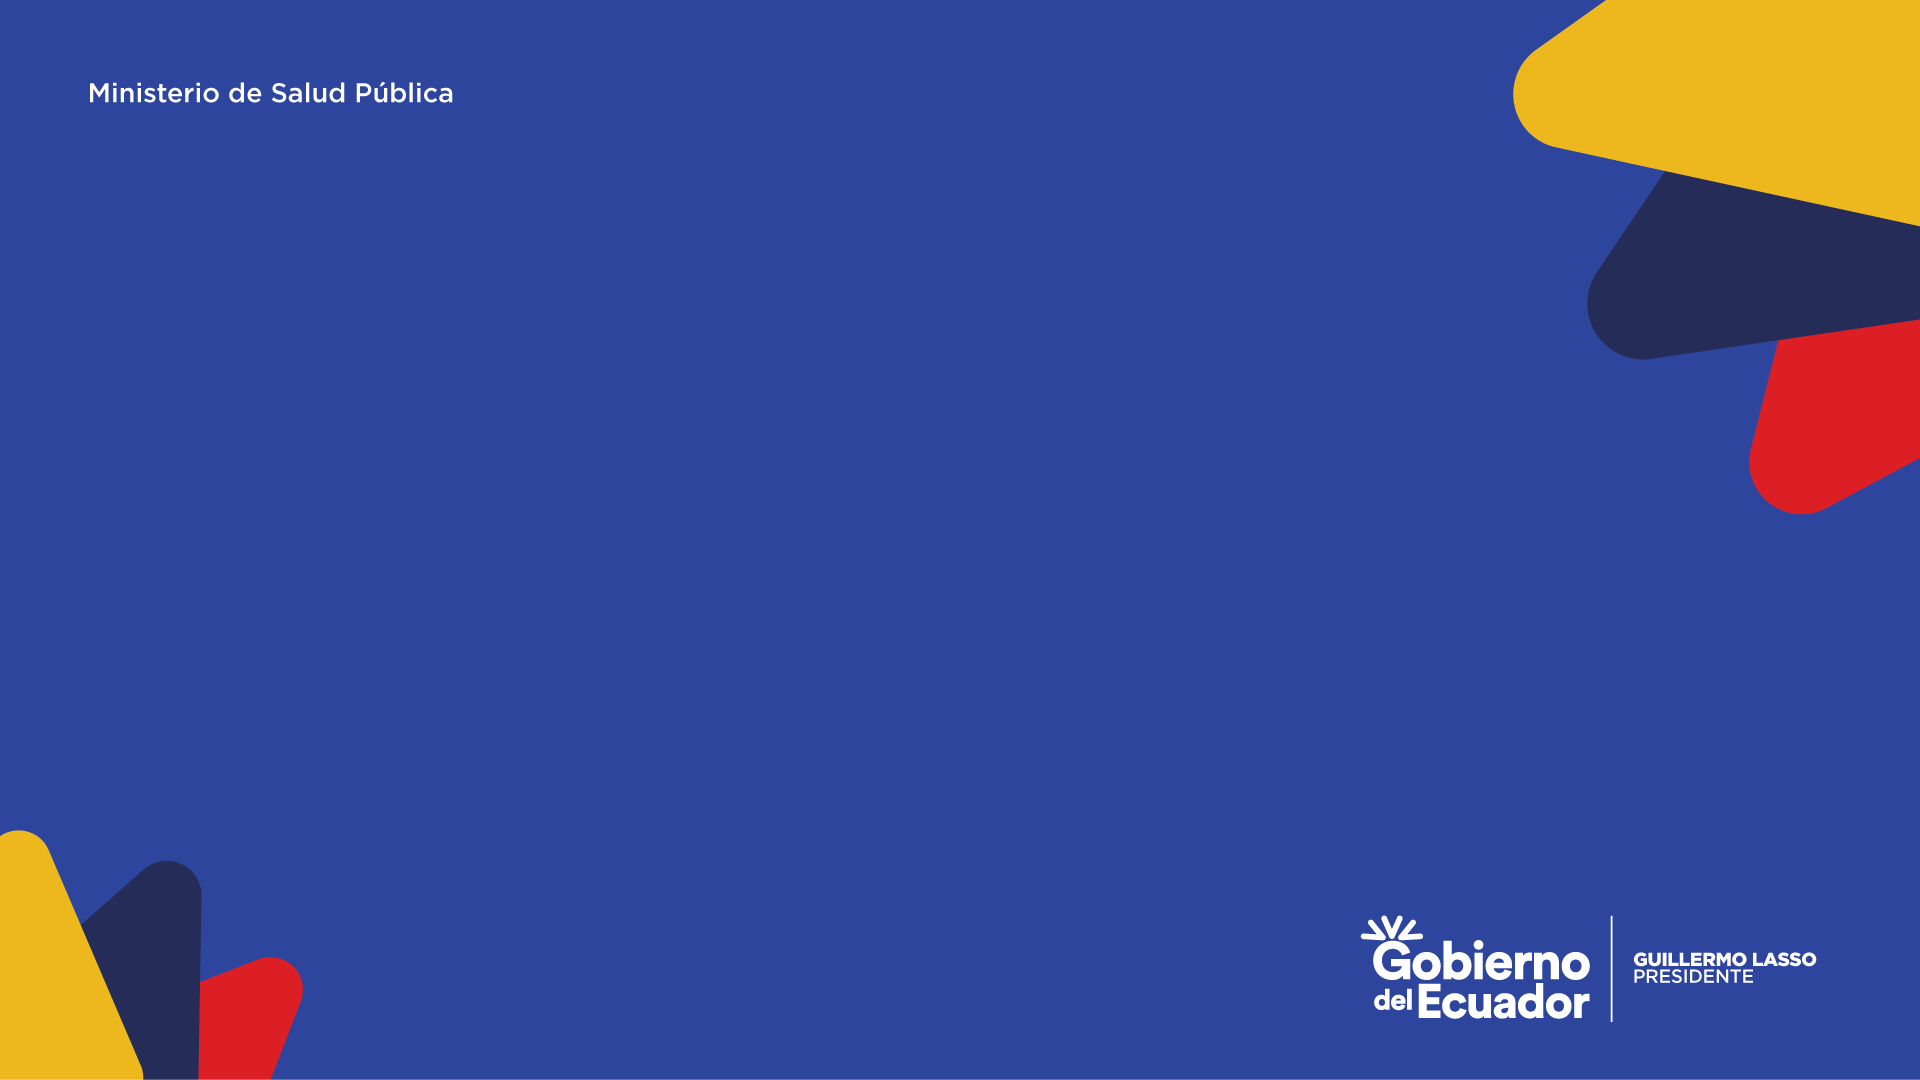 Ministerio de Salud Pública
Gobierno
del Ecuador
GUILLERMO LASSO
PRESIDENTE